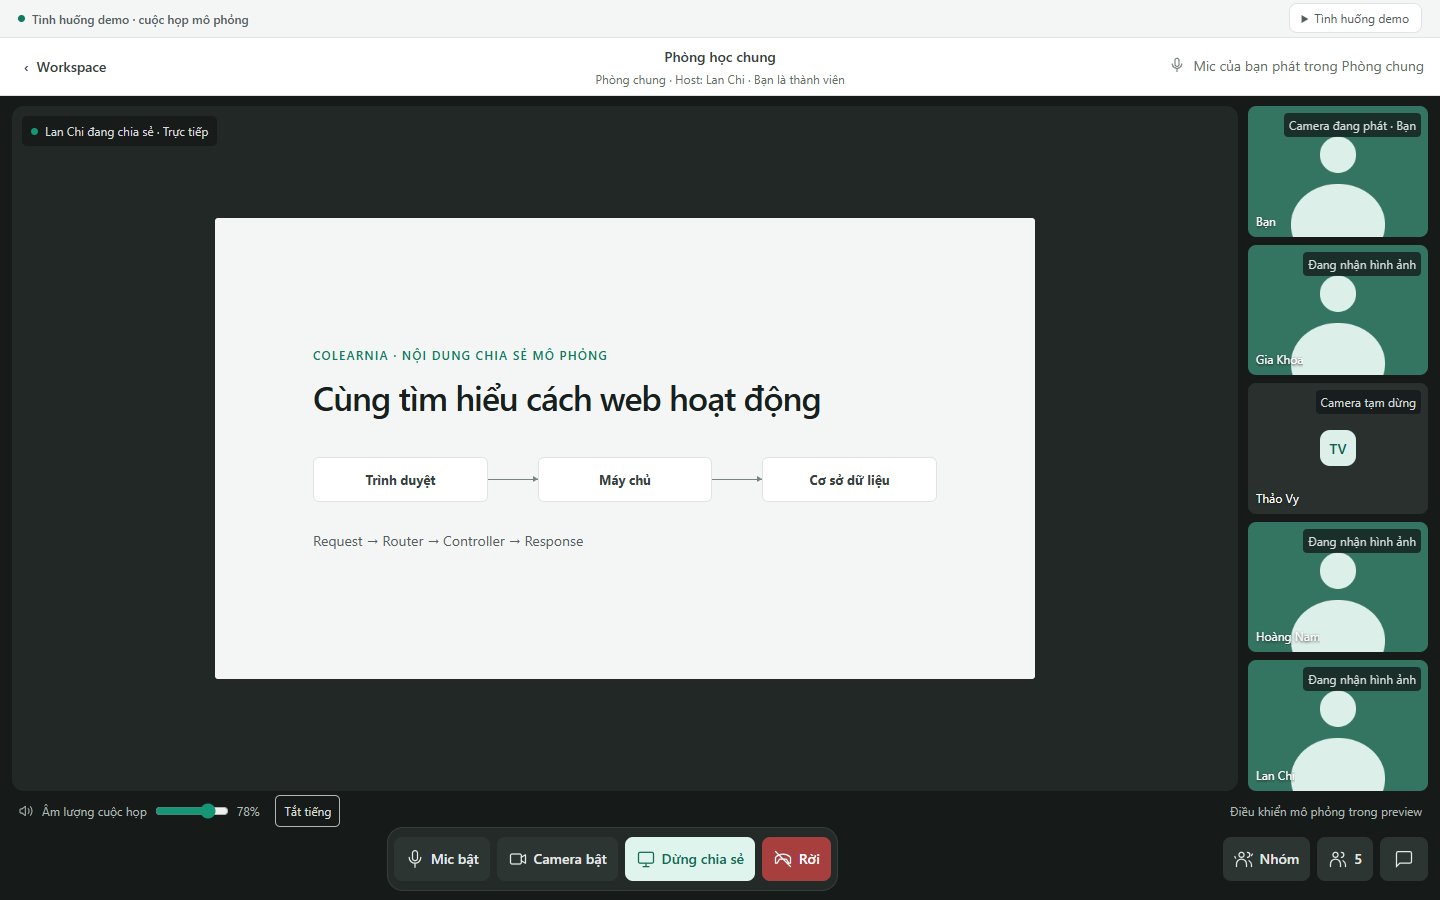 Tình huống demo · cuộc họp mô phỏng
Tình huống demo
Workspace
Phòng học chung
Phòng chung · Host: Lan Chi · Bạn là thành viên
Mic của bạn phát trong Phòng chung
Lan Chi đang chia sẻ · Trực tiếp
COLEARNIA · NỘI DUNG CHIA SẺ MÔ PHỎNG
Cùng tìm hiểu cách web hoạt động
Trình duyệt
Máy chủ
Cơ sở dữ liệu
Request → Router → Controller → Response
Camera đang phát · Bạn
Bạn
Đang nhận hình ảnh
Gia Khoa
Camera tạm dừng
TV
Thảo Vy
Đang nhận hình ảnh
Hoàng Nam
Đang nhận hình ảnh
Lan Chi
Âm lượng cuộc họp
78%
Tắt tiếng
Điều khiển mô phỏng trong preview
Mic bật
Camera bật
Dừng chia sẻ
Rời
Nhóm
5